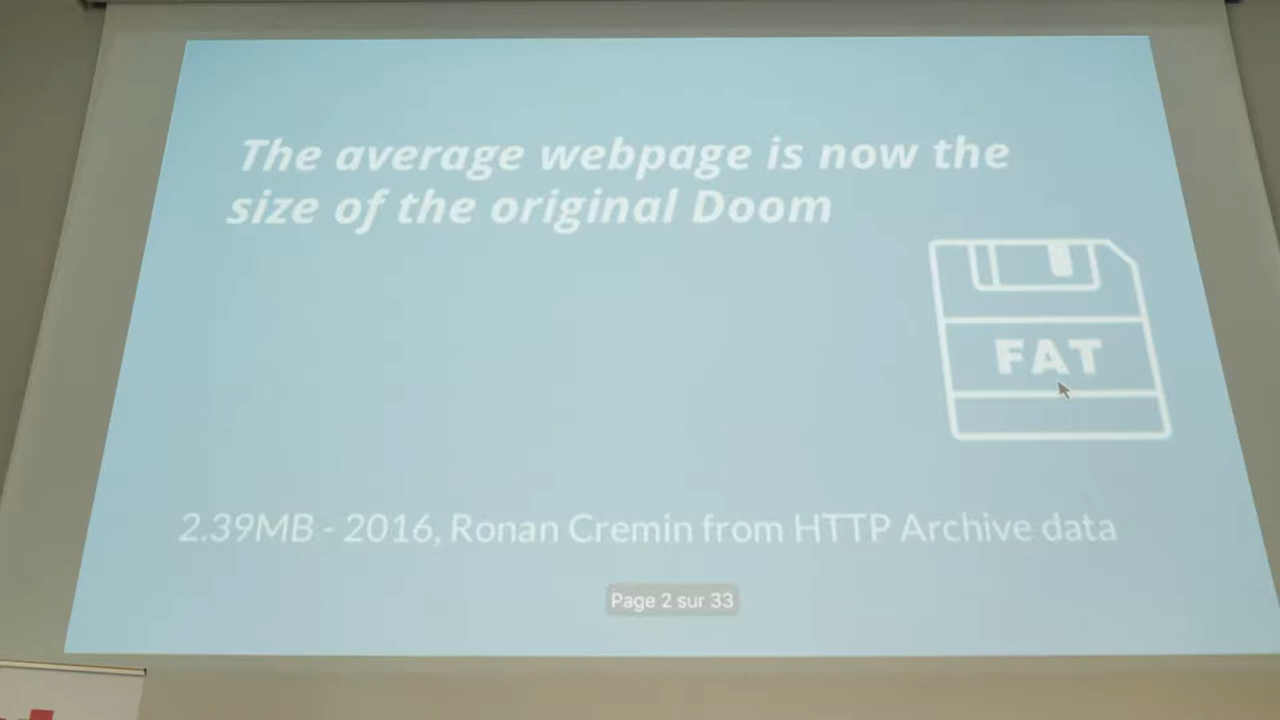 The average webpage is now the
size of the original Doom
FAT
2.39MB - 2016, Ronan Cremin from HTTP Archive data
Page 2 sur 33